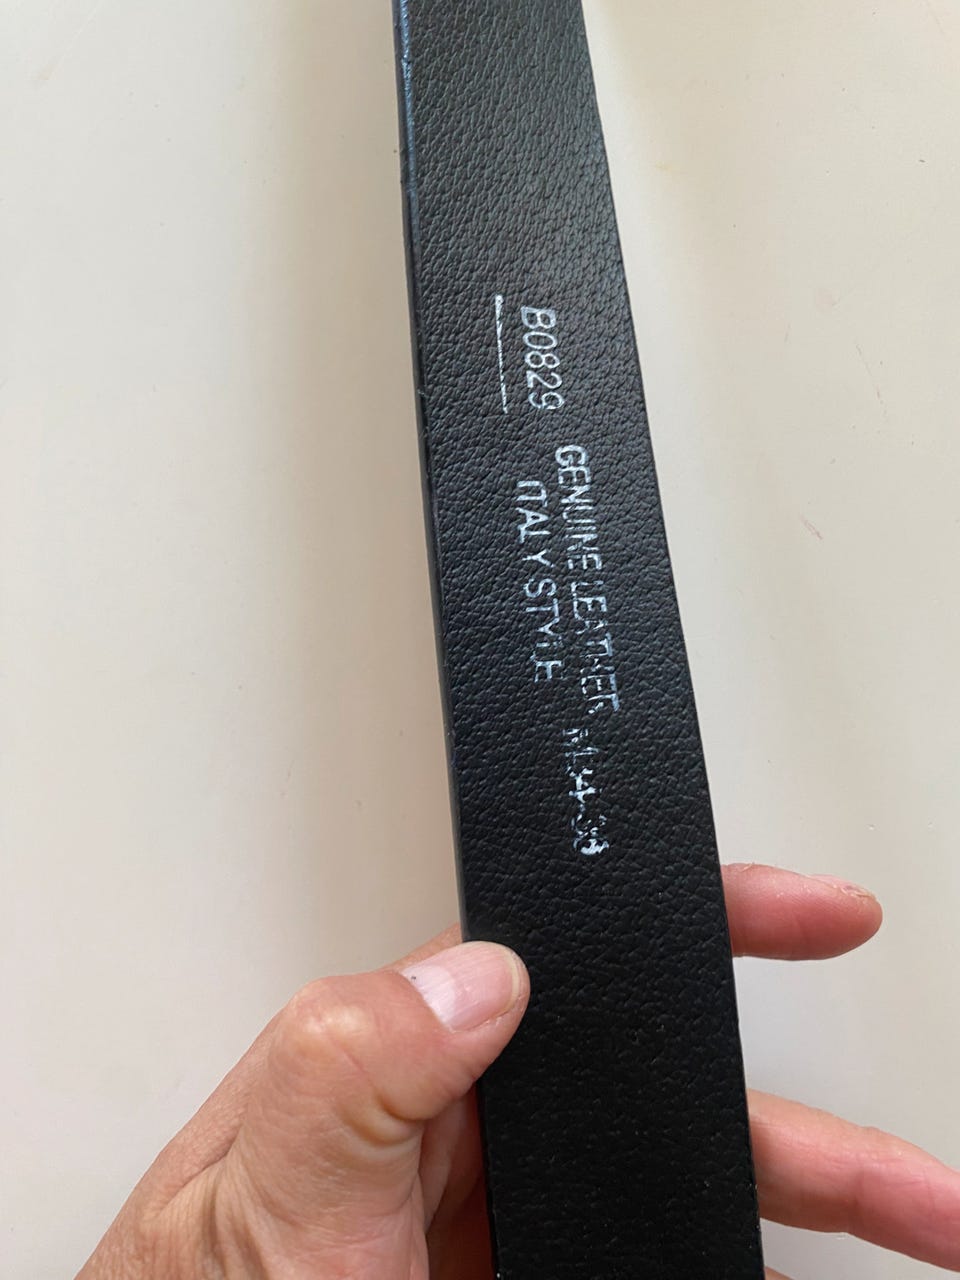 B0829
GENUINE LEATHER
ITALY STYLE